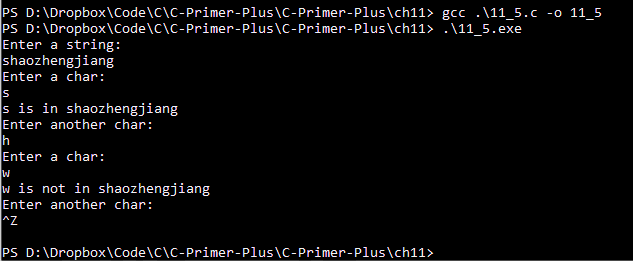 PS D:\Dropbox\Code\C\C-Primer-Plus\C-Primer-Plus\ch11> gcc .\11_5.c -o 11_5
PS D:\Dropbox\Code\C\C-Primer-Plus\C-Primer-Plus\ch11> .\11_5.exe
Enter a string:
shaozhengjiang
Enter a char:
s
s is in shaozhengjiang
Enter another char:
h
Enter a char:
w
w is not in shaozhengjiang
Enter another char:
^Z
PS D:\Dropbox\Code\C\C-Primer-Plus\C-Primer-Plus\ch11>